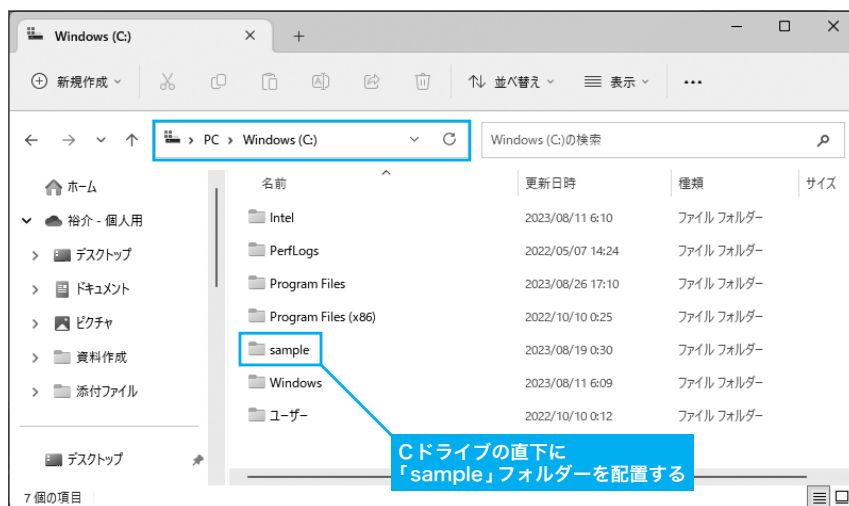 Windows (C:)
新規作成
並べ替え
表示
PC > Windows (C:)
Windows (C:)の検索
名前 更新日時 種類 サイズ
ホーム
裕介 - 個人用
デスクトップ
ドキュメント
ピクチャ
資料作成
添付ファイル
デスクトップ
Intel 2023/08/11 6:10 ファイル フォルダー
PerfLogs 2022/05/07 14:24 ファイル フォルダー
Program Files 2023/08/26 17:10 ファイル フォルダー
Program Files (x86) 2022/10/10 0:25 ファイル フォルダー
sample 2023/08/19 0:30 ファイル フォルダー
Windows 2023/08/11 6:09 ファイル フォルダー
ユーザー 2022/10/10 0:12 ファイル フォルダー
Cドライブの直下に
「sample」フォルダーを配置する
7 個の項目